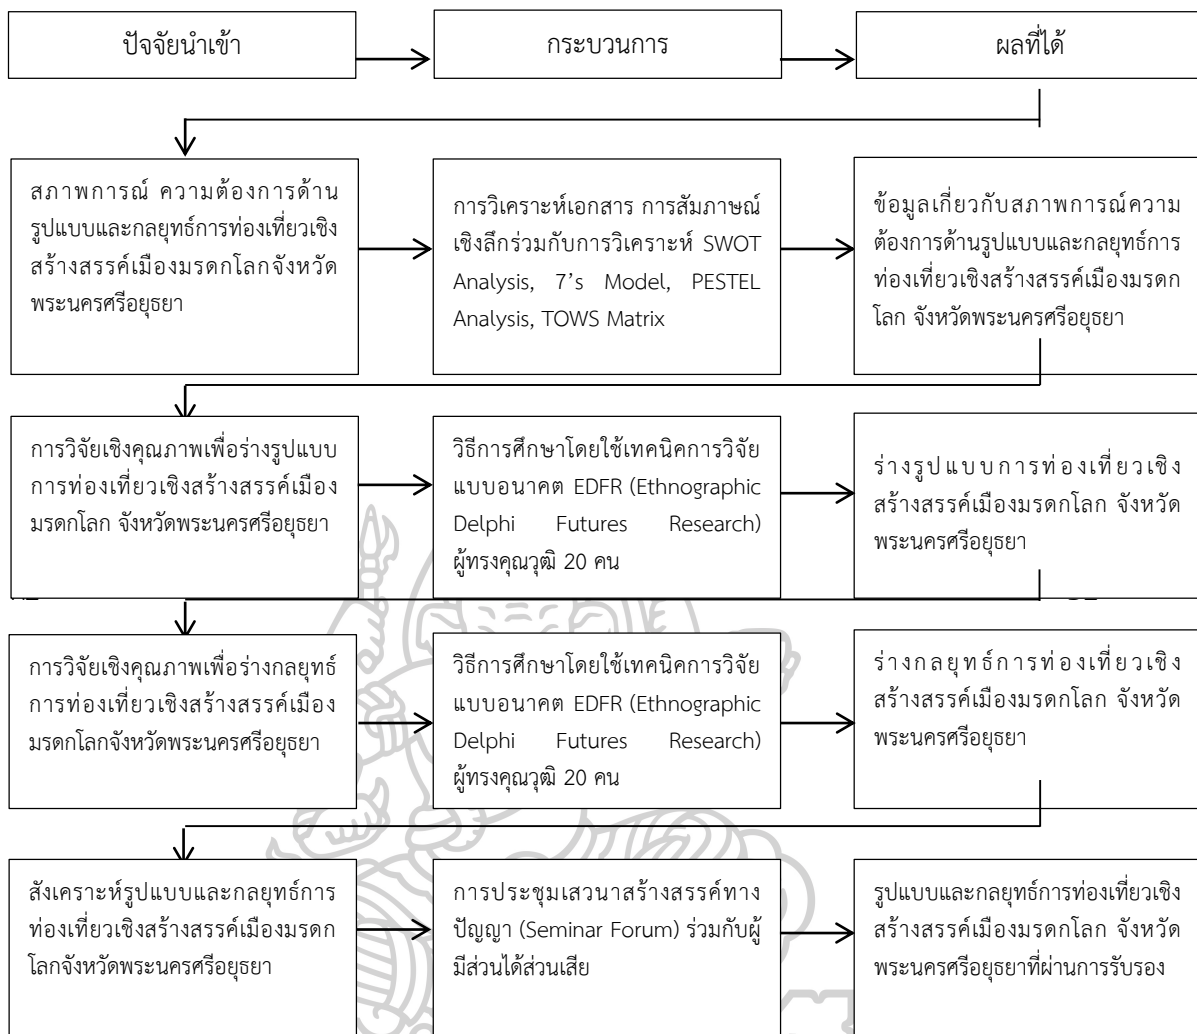 ปัจจัยนำเข้า
กระบวนการ
ผลที่ได้
สภาพการณ์ ความต้องการด้าน
รูปแบบและกลยุทธ์การท่องเที่ยวเชิง
สร้างสรรค์เมืองมรดกโลกจังหวัด
พระนครศรีอยุธยา
การวิเคราะห์เอกสาร การสัมภาษณ์
เชิงลึกร่วมกับการวิเคราะห์ SWOT
Analysis, 7’s Model, PESTEL
Analysis, TOWS Matrix
ข้อมูลเกี่ยวกับสภาพการณ์ความ
ต้องการด้านรูปแบบและกลยุทธ์การ
ท่องเที่ยวเชิงสร้างสรรค์เมืองมรดก
โลก จังหวัดพระนครศรีอยุธยา
การวิจัยเชิงคุณภาพเพื่อร่างรูปแบบ
การท่องเที่ยวเชิงสร้างสรรค์เมือง
มรดกโลก จังหวัดพระนครศรีอยุธยา
วิธีการศึกษาโดยใช้เทคนิคการวิจัย
แบบอนาคต EDFR (Ethnographic
Delphi Futures Research)
ผู้ทรงคุณวุฒิ 20 คน
ร่างรูปแบบการท่องเที่ยวเชิง
สร้างสรรค์เมืองมรดกโลก จังหวัด
พระนครศรีอยุธยา
การวิจัยเชิงคุณภาพเพื่อร่างกลยุทธ์
การท่องเที่ยวเชิงสร้างสรรค์เมือง
มรดกโลกจังหวัดพระนครศรีอยุธยา
วิธีการศึกษาโดยใช้เทคนิคการวิจัย
แบบอนาคต EDFR (Ethnographic
Delphi Futures Research)
ผู้ทรงคุณวุฒิ 20 คน
ร่างกลยุทธ์การท่องเที่ยวเชิง
สร้างสรรค์เมืองมรดกโลก จังหวัด
พระนครศรีอยุธยา
สังเคราะห์รูปแบบและกลยุทธ์การ
ท่องเที่ยวเชิงสร้างสรรค์เมืองมรดก
โลกจังหวัดพระนครศรีอยุธยา
การประชุมเสวนาสร้างสรรค์ทาง
ปัญญา (Seminar Forum) ร่วมกับผู้
มีส่วนได้ส่วนเสีย
รูปแบบและกลยุทธ์การท่องเที่ยวเชิง
สร้างสรรค์เมืองมรดกโลก จังหวัด
พระนครศรีอยุธยาที่ผ่านการรับรอง